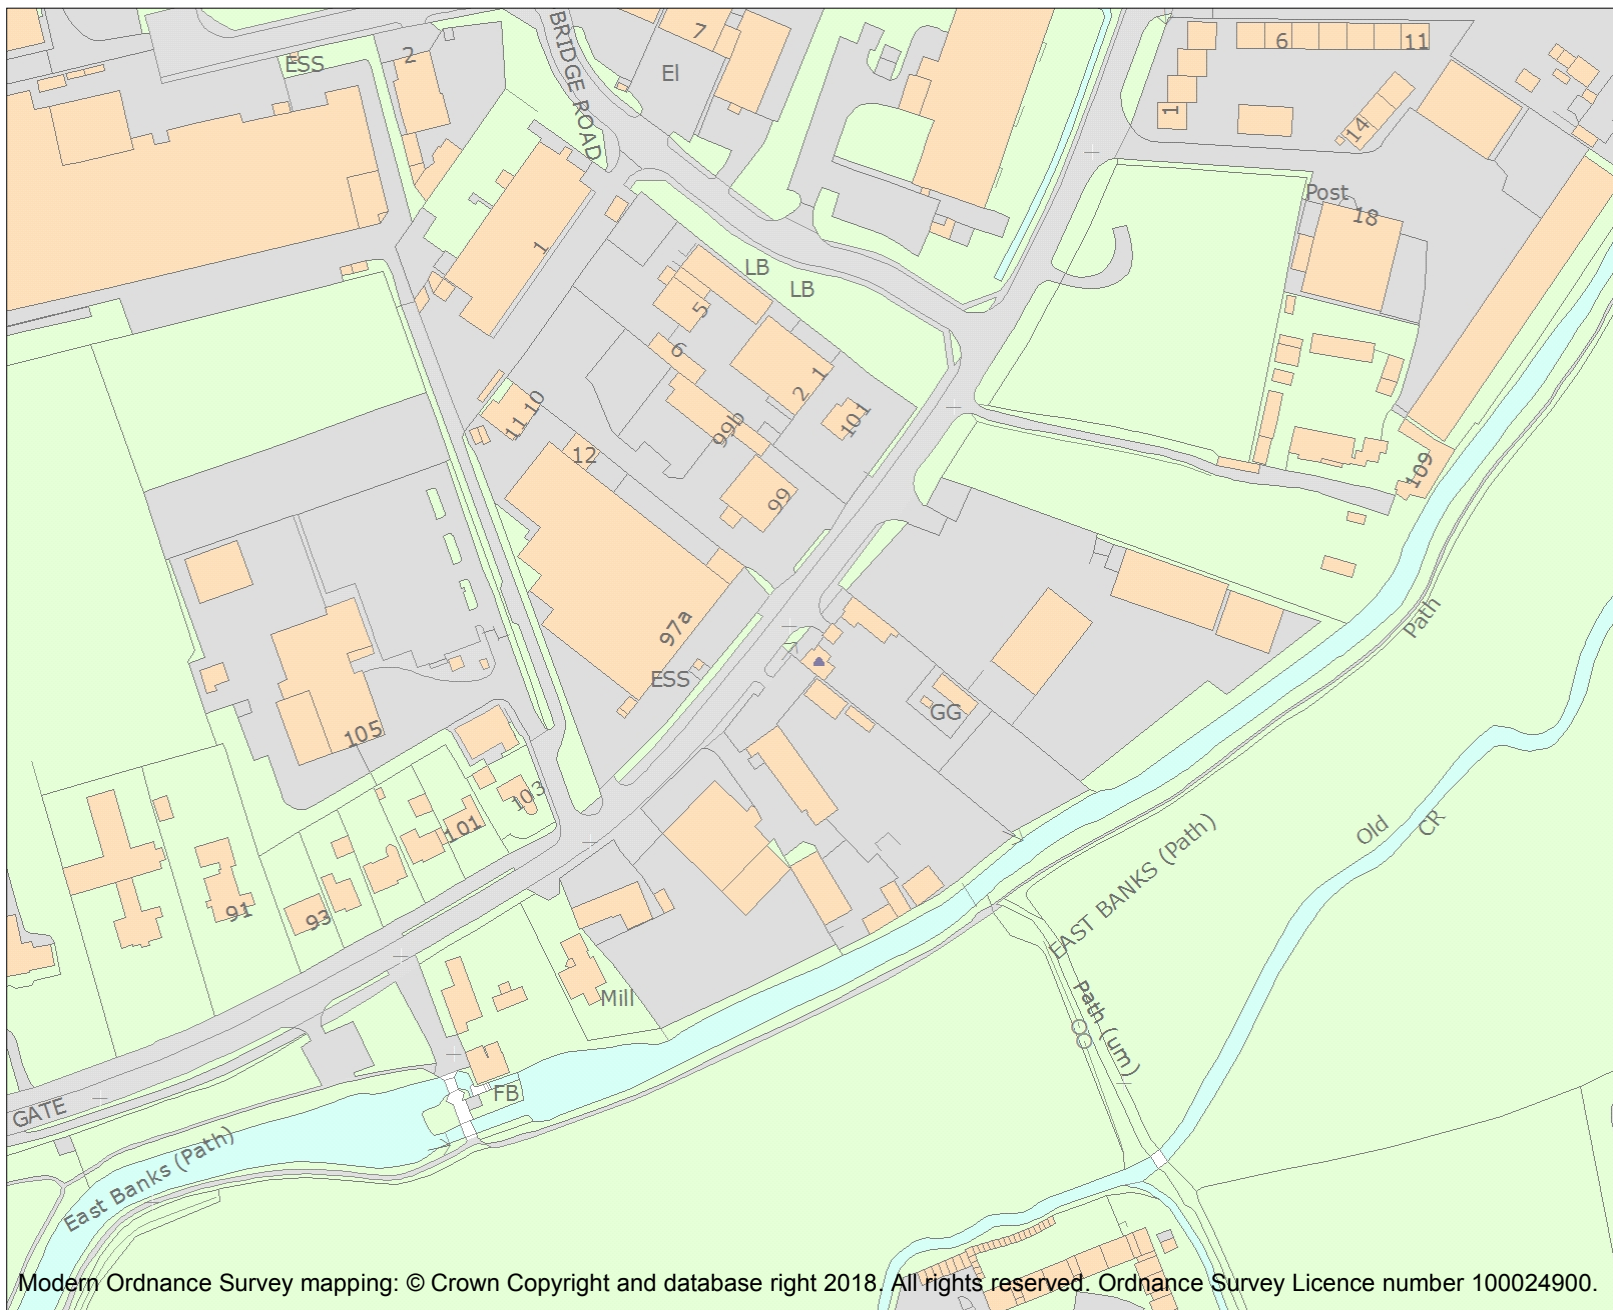 BRIDGE ROAD
7
2
ESS
El
6
11
1
14
Post
18
1
LB
LB
5
6
1
2
101
10
11
99b
12
99
109
97a
ESS
Path
GG
105
103
101
Old
CR
EAST BANKS (Path)
91
93
Mill
Path (um)
FB
GATE
East Banks (Path)
Modern Ordnance Survey mapping: © Crown Copyright and database right 2018. All rights reserved. Ordnance Survey Licence number 100024900.